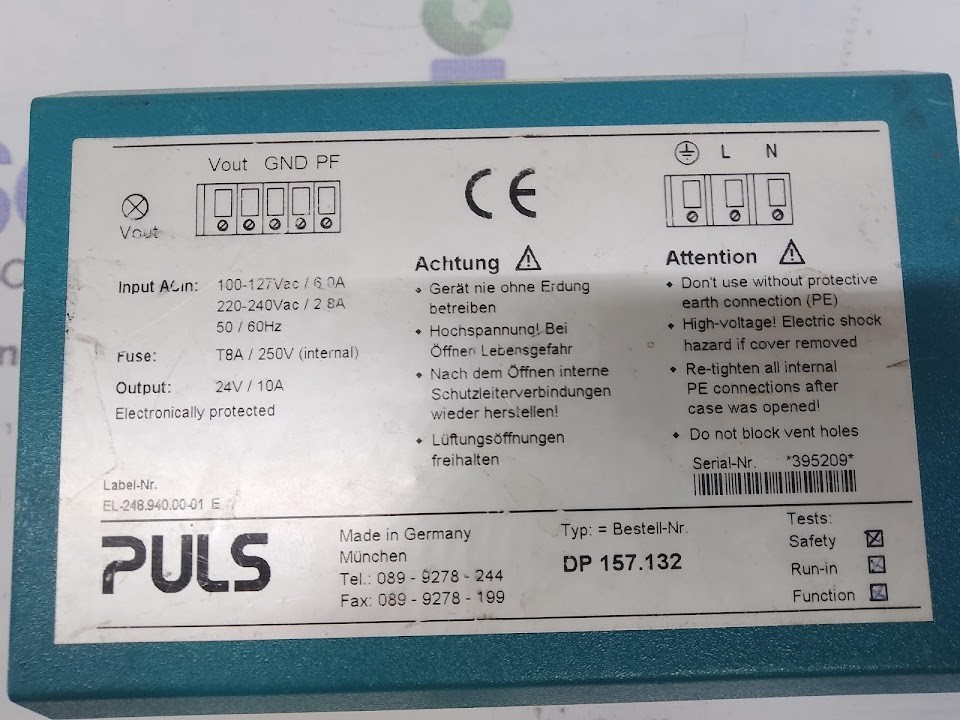 Vout GND PF
Vout
L N
CE
Input ACin: 100-127Vac / 6.0A
220-240Vac / 2.8A
50 / 60Hz
Fuse: T8A / 250V (internal)
Output: 24V / 10A
Electronically protected
Label-Nr.
EL-248.940.00-01 E
Achtung
Gerät nie ohne Erdung
betreiben
Hochspannung! Bei
Öffnen Lebensgefahr
Nach dem Öffnen interne
Schutzleiterverbindungen
wieder herstellen!
Lüftungsöffnungen
freihalten
Attention
Don't use without protective
earth connection (PE)
High-voltage! Electric shock
hazard if cover removed
Re-tighten all internal
PE connections after
case was opened!
Do not block vent holes
Serial-Nr. *395209*
PULS
Made in Germany
München
Tel.: 089 - 9278 - 244
Fax: 089 - 9278 - 199
Typ: = Bestell-Nr.
DP 157.132
Tests:
Safety
Run-in
Function